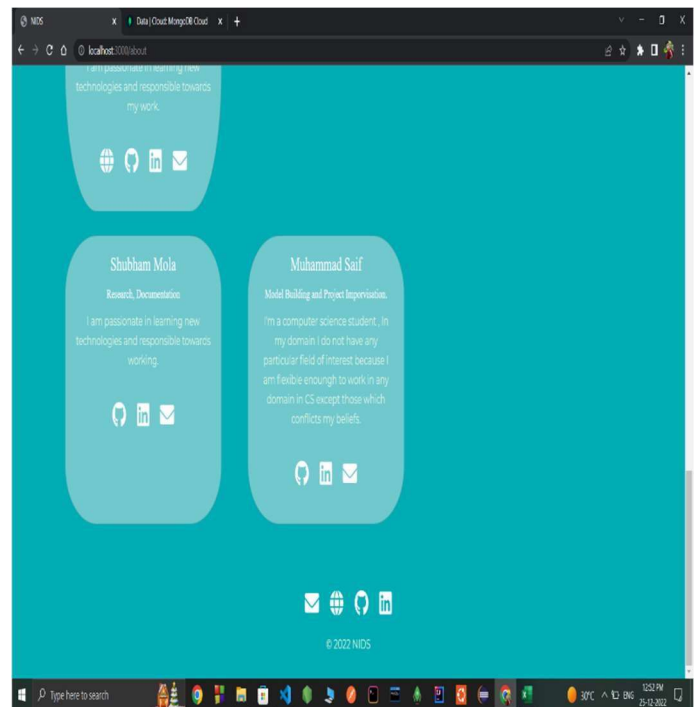 NIDS
Data | Cloud: MongoDB Cloud
localhost:3000/about
I am passionate in learning new
technologies and responsible towards
my work.
Shubham Mola
Research, Documentation
I am passionate in learning new
technologies and responsible towards
working.
Muhammad Saif
Model Building and Project Imporvisation.
I'm a computer science student , In
my domain I do not have any
particular field of interest because I
am flexible enoungh to work in any
domain in CS except those which
conflicts my beliefs.
© 2022 NIDS
Type here to search
30°C
ENG
12:52 PM
25-12-2022